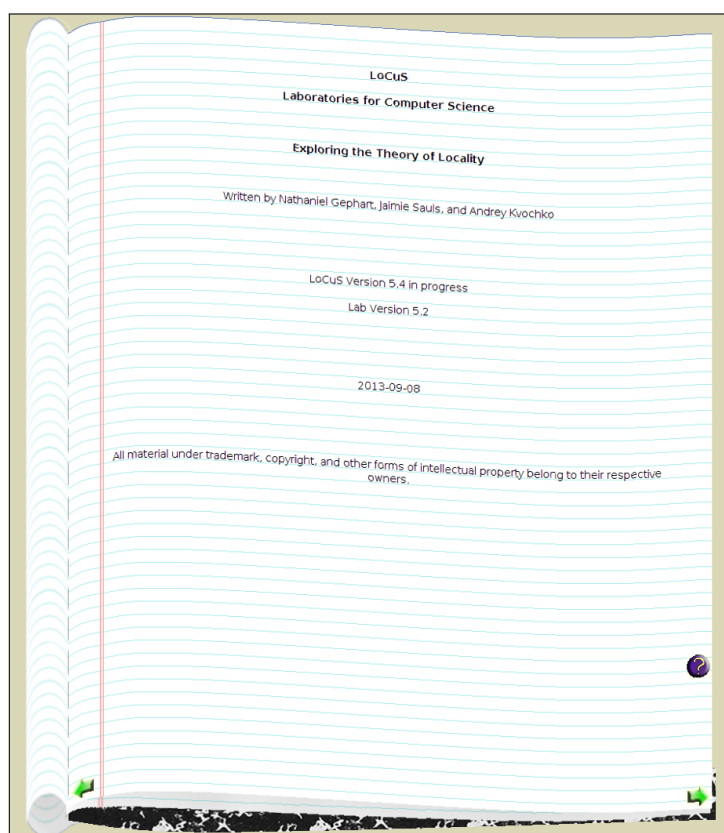 LoCuS
Laboratories for Computer Science
Exploring the Theory of Locality
Written by Nathaniel Gephart, Jaimie Sauls, and Andrey Kvochko
LoCuS Version 5.4 in progress
Lab Version 5.2
2013-09-08
All material under trademark, copyright, and other forms of intellectual property belong to their respective
owners.
?